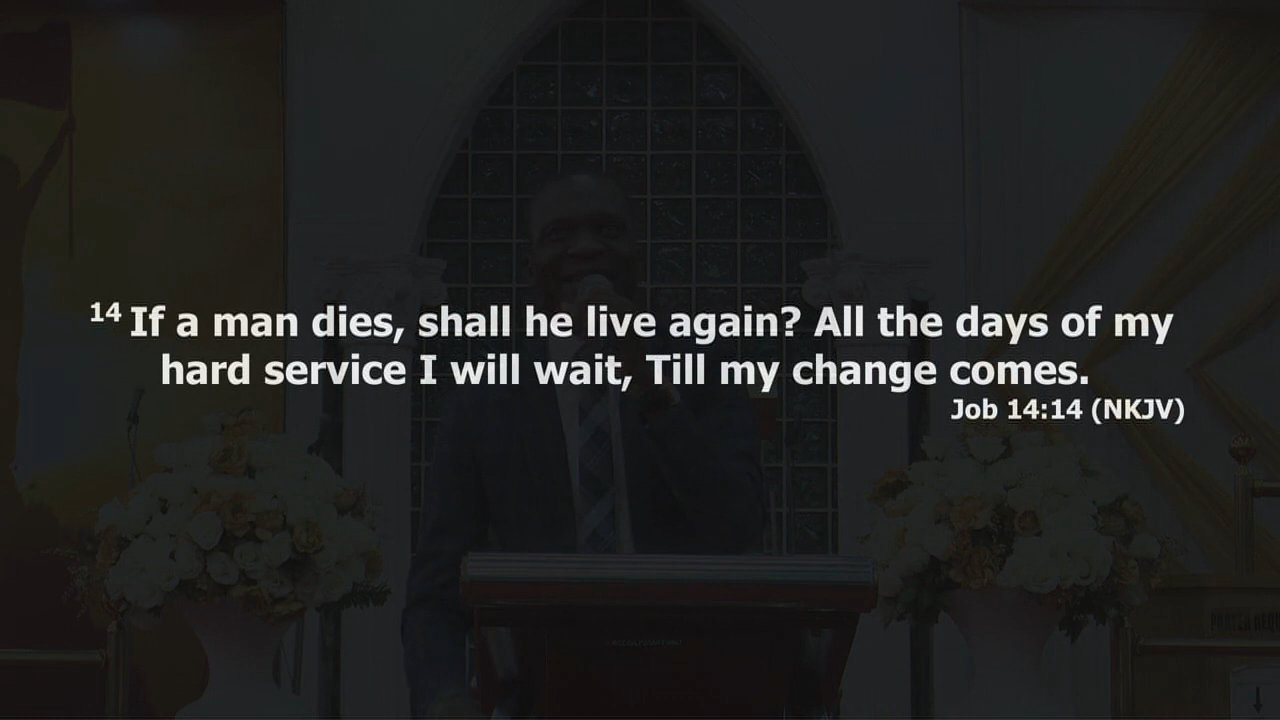 14 If a man dies, shall he live again? All the days of my
hard service I will wait, Till my change comes.
Job 14:14 (NKJV)